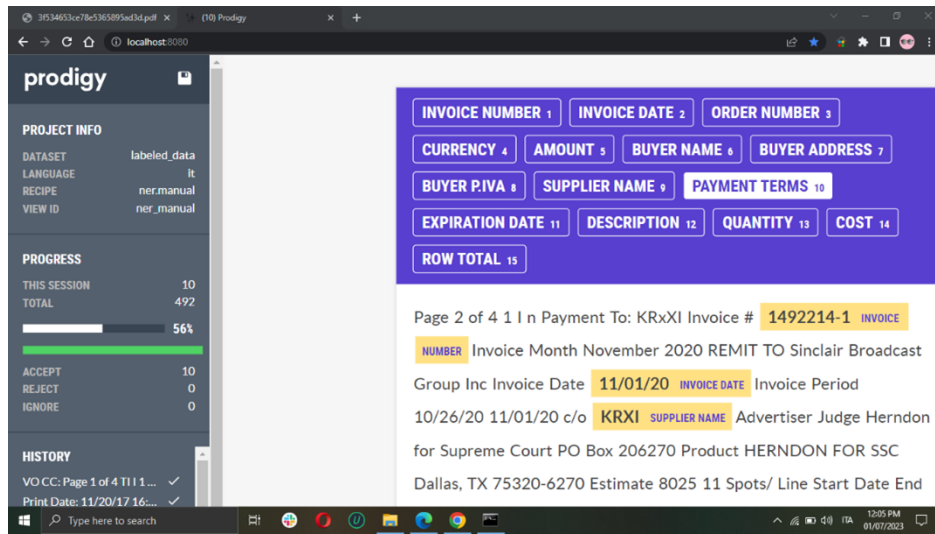 3f534653ce78e5365895ad3d.pdf × (10) Prodigy × +
localhost:8080
prodigy
PROJECT INFO
DATASET labeled_data
LANGUAGE it
RECIPE ner.manual
VIEW ID ner_manual
PROGRESS
THIS SESSION 10
TOTAL 492
56%
ACCEPT 10
REJECT 0
IGNORE 0
HISTORY
VO CC: Page 1 of 4 TI I 1 ...
Print Date: 11/20/17 16:...
INVOICE NUMBER 1 INVOICE DATE 2 ORDER NUMBER 3
CURRENCY 4 AMOUNT 5 BUYER NAME 6 BUYER ADDRESS 7
BUYER P.IVA 8 SUPPLIER NAME 9 PAYMENT TERMS 10
EXPIRATION DATE 11 DESCRIPTION 12 QUANTITY 13 COST 14
ROW TOTAL 15
Page 2 of 4 1 I n Payment To: KRxXI Invoice # 1492214-1 INVOICE
NUMBER Invoice Month November 2020 REMIT TO Sinclair Broadcast
Group Inc Invoice Date 11/01/20 INVOICE DATE Invoice Period
10/26/20 11/01/20 c/o KRXI SUPPLIER NAME Advertiser Judge Herndon
for Supreme Court PO Box 206270 Product HERNDON FOR SSC
Dallas, TX 75320-6270 Estimate 8025 11 Spots/ Line Start Date End
Type here to search
ITA
12:05 PM
01/07/2023